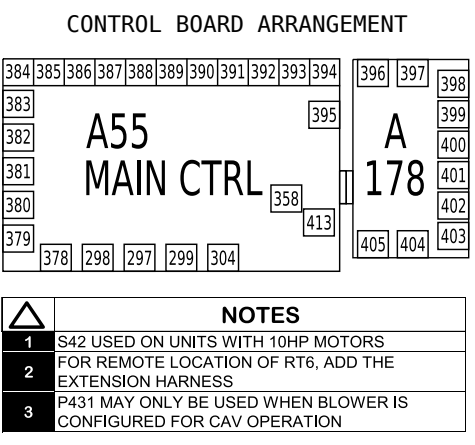 CONTROL BOARD ARRANGEMENT
384 385 386 387 388 389 390 391 392 393 394
396 397
398
383
395
399
382
A55
A
400
381
MAIN CTRL
178
401
380
358
402
379
413
405 404 403
378 298 297 299 304
NOTES
1 S42 USED ON UNITS WITH 10HP MOTORS
2 FOR REMOTE LOCATION OF RT6, ADD THE
EXTENSION HARNESS
3 P431 MAY ONLY BE USED WHEN BLOWER IS
CONFIGURED FOR CAV OPERATION